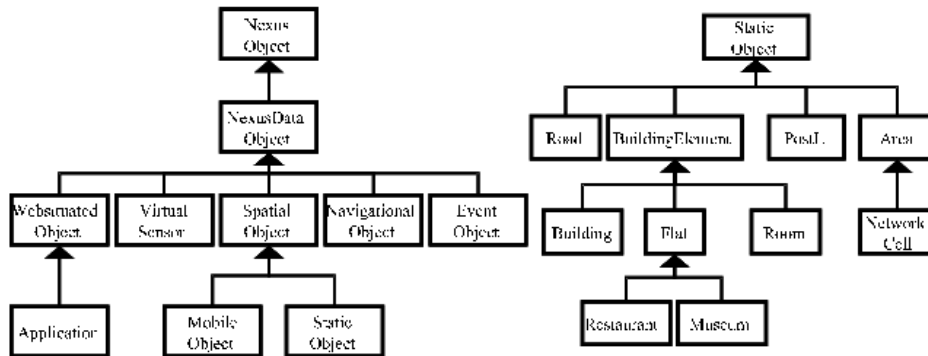 Nexus
Object
NexusData
Object
Websituated
Object
Virtual
Sensor
Spatial
Object
Navigational
Object
Event
Object
Application
Mobile
Object
Static
Object
Static
Object
Road
BuildingElement
Area
Building
Flat
Room
Network
Cell
Restaurant
Museum